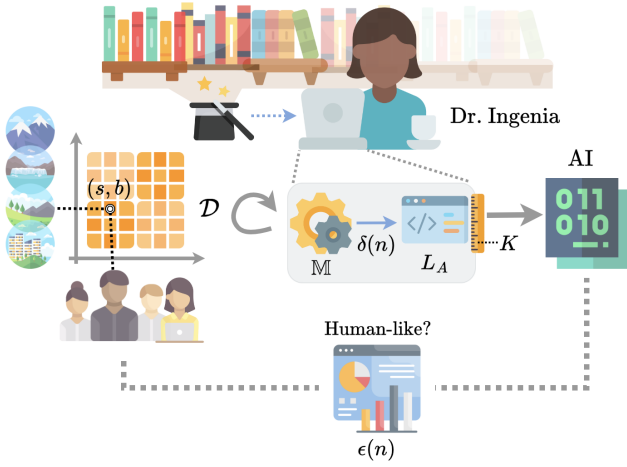 Dr. Ingenia
AI
(s, b)
𝒟
011
010
</>
δ(n)
K
𝕄
L_A
Human-like?
ϵ(n)